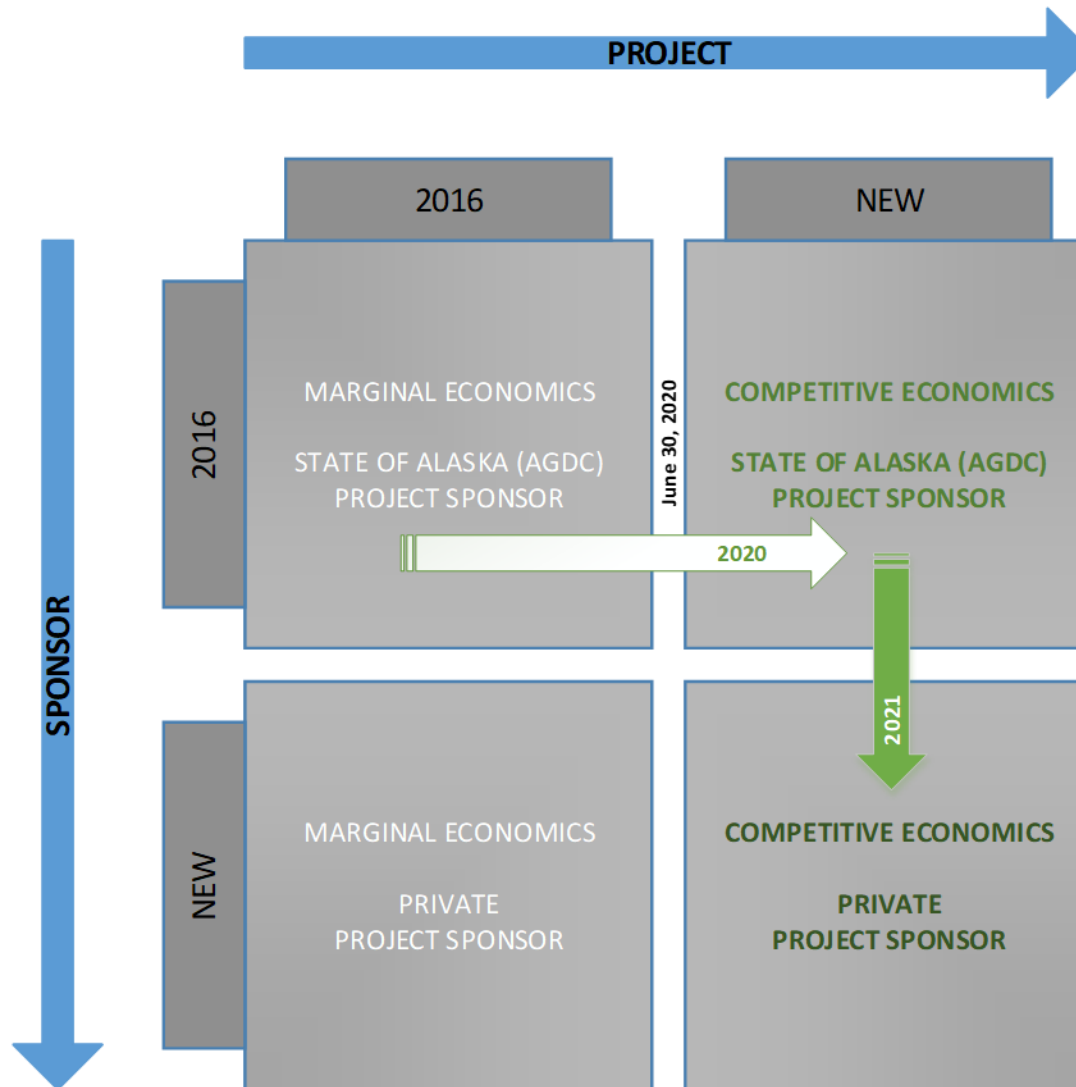 PROJECT
2016
NEW
SPONSOR
2016
MARGINAL ECONOMICS
STATE OF ALASKA (AGDC)
PROJECT SPONSOR
June 30, 2020
COMPETITIVE ECONOMICS
STATE OF ALASKA (AGDC)
PROJECT SPONSOR
2020
2021
NEW
MARGINAL ECONOMICS
PRIVATE
PROJECT SPONSOR
COMPETITIVE ECONOMICS
PRIVATE
PROJECT SPONSOR